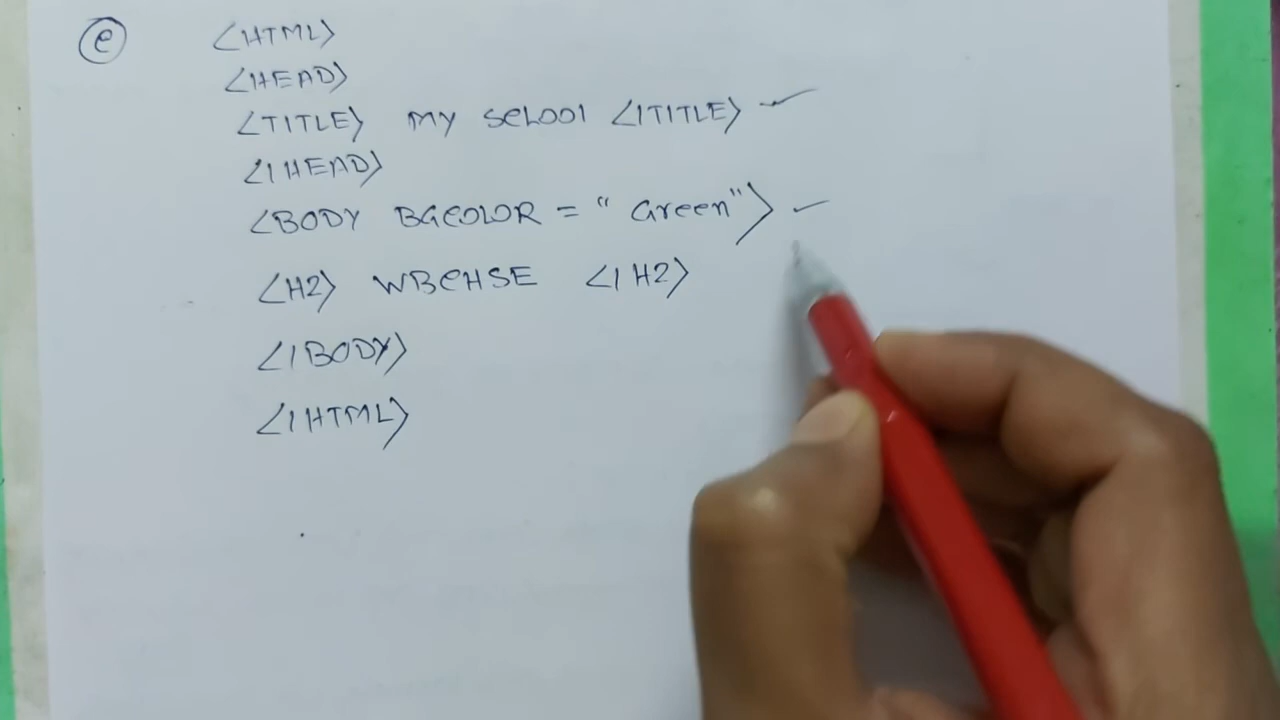 (e) <HTML>
<HEAD>
<TITLE> MY SCHOOl </TITLE>
</HEAD>
<BODY BGCOLOR = "Green">
<H2> WBCHSE </H2>
</BODY>
</HTML>